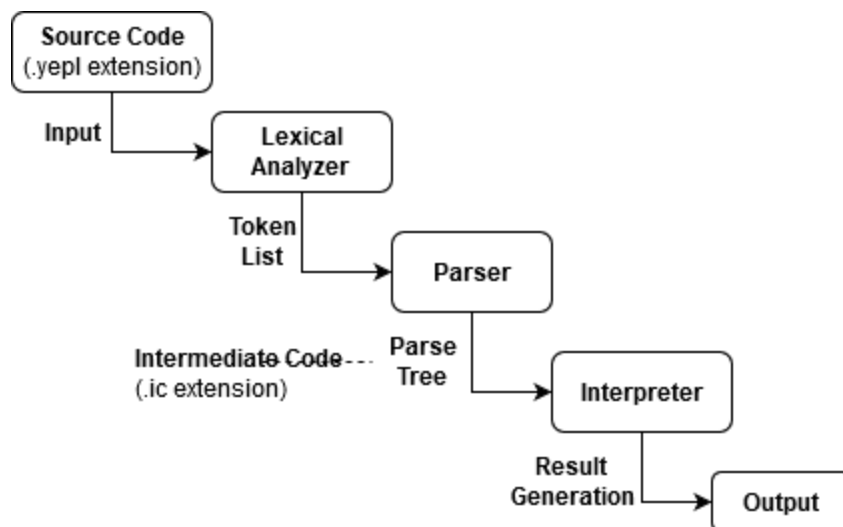 Source Code
(.yepl extension)
Input
Lexical
Analyzer
Token
List
Parser
Intermediate Code
(.ic extension)
Parse
Tree
Interpreter
Result
Generation
Output